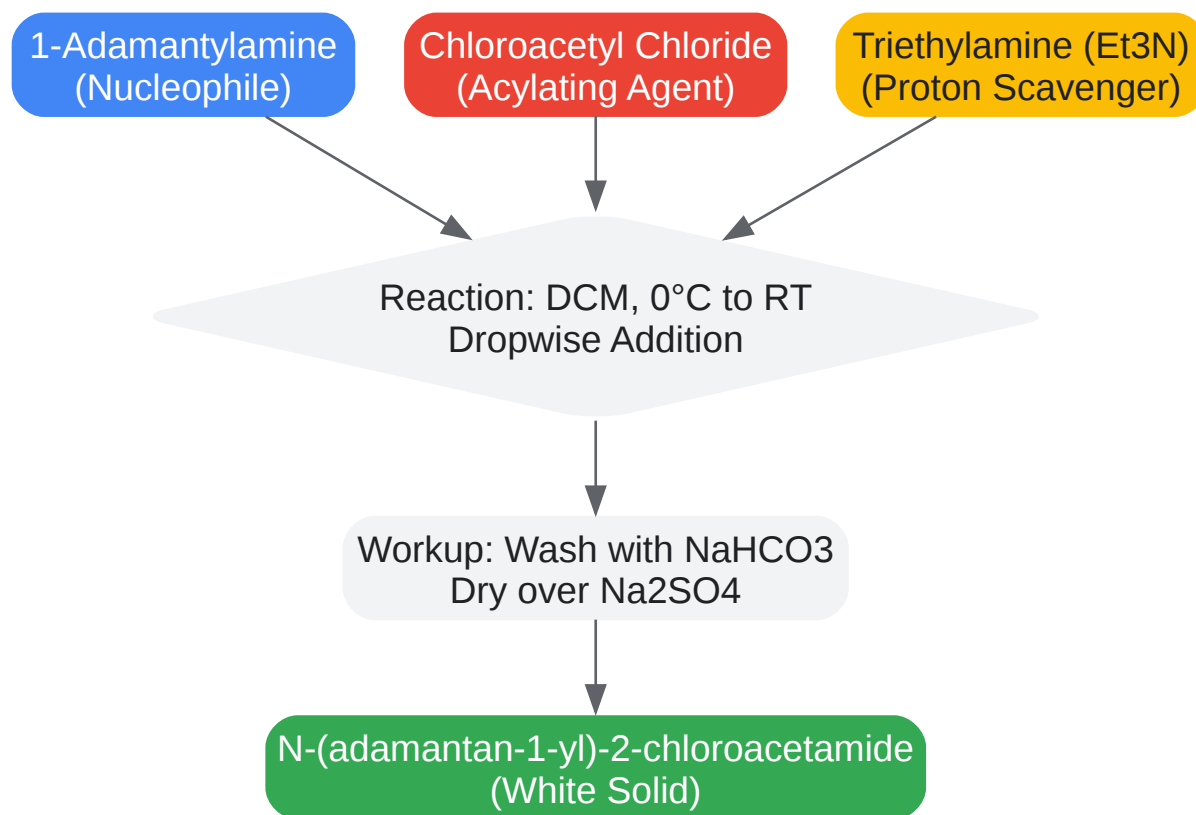 1-Adamantylamine
(Nucleophile)
Chloroacetyl Chloride
(Acylating Agent)
Triethylamine (Et3N)
(Proton Scavenger)
Reaction: DCM, 0°C to RT
Dropwise Addition
Workup: Wash with NaHCO3
Dry over Na2SO4
N-(adamantan-1-yl)-2-chloroacetamide
(White Solid)